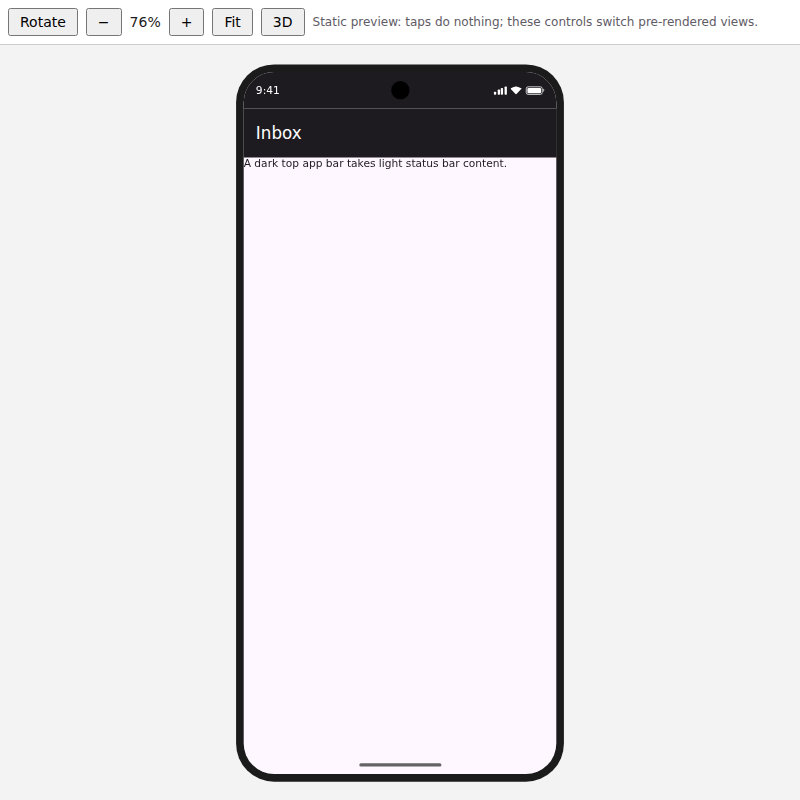 Rotate − 76% + Fit 3D Static preview: taps do nothing; these controls switch pre-rendered views.
9:41
Inbox
A dark top app bar takes light status bar content.